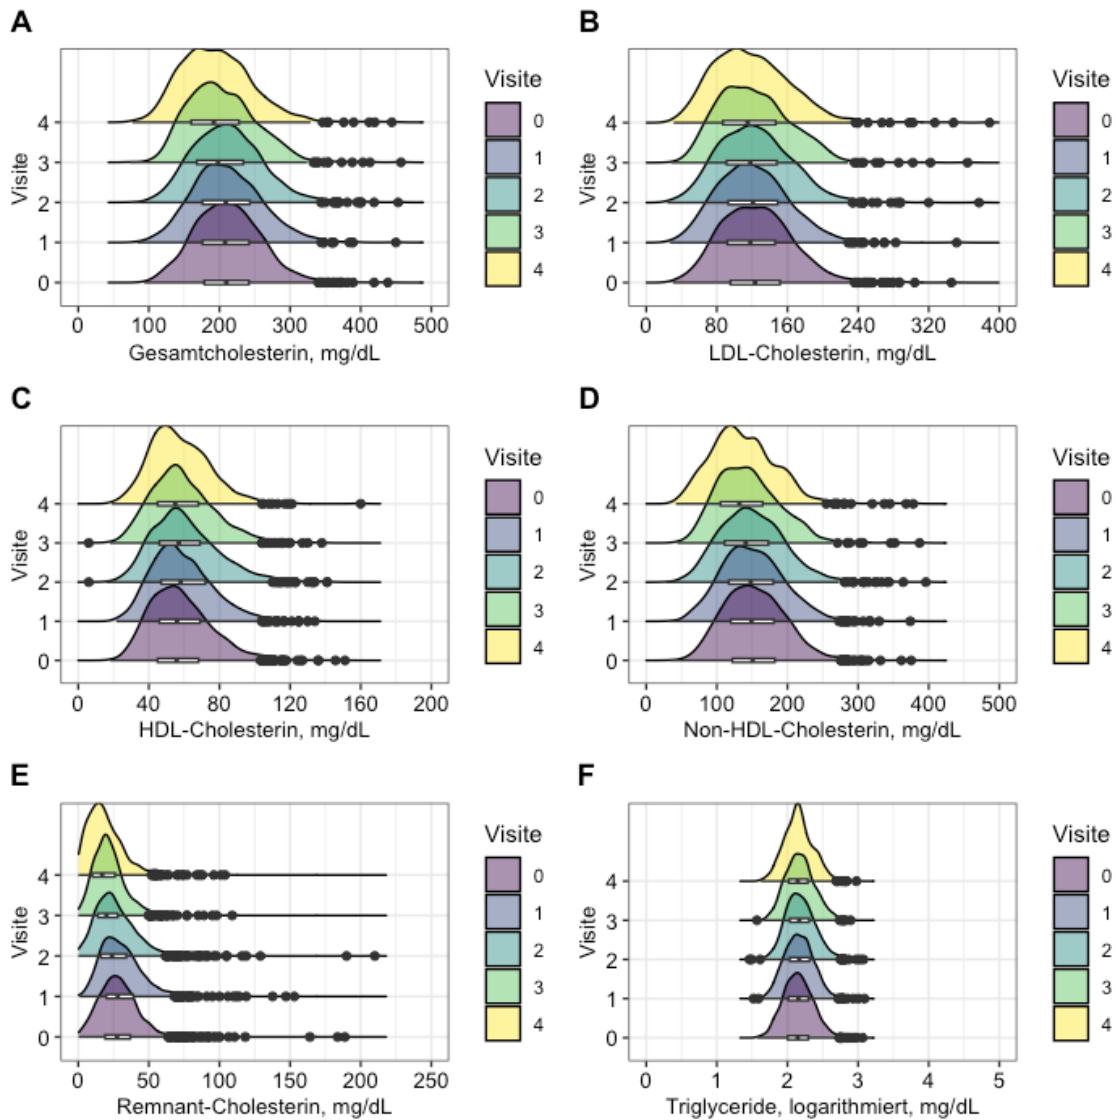 A
Visite
4
3
2
1
0
0 100 200 300 400 500
Gesamtcholesterin, mg/dL
Visite
0
1
2
3
4
B
Visite
4
3
2
1
0
0 80 160 240 320 400
LDL-Cholesterin, mg/dL
Visite
0
1
2
3
4
C
Visite
4
3
2
1
0
0 40 80 120 160 200
HDL-Cholesterin, mg/dL
Visite
0
1
2
3
4
D
Visite
4
3
2
1
0
0 100 200 300 400 500
Non-HDL-Cholesterin, mg/dL
Visite
0
1
2
3
4
E
Visite
4
3
2
1
0
0 50 100 150 200 250
Remnant-Cholesterin, mg/dL
Visite
0
1
2
3
4
F
Visite
4
3
2
1
0
0 1 2 3 4 5
Triglyceride, logarithmiert, mg/dL
Visite
0
1
2
3
4